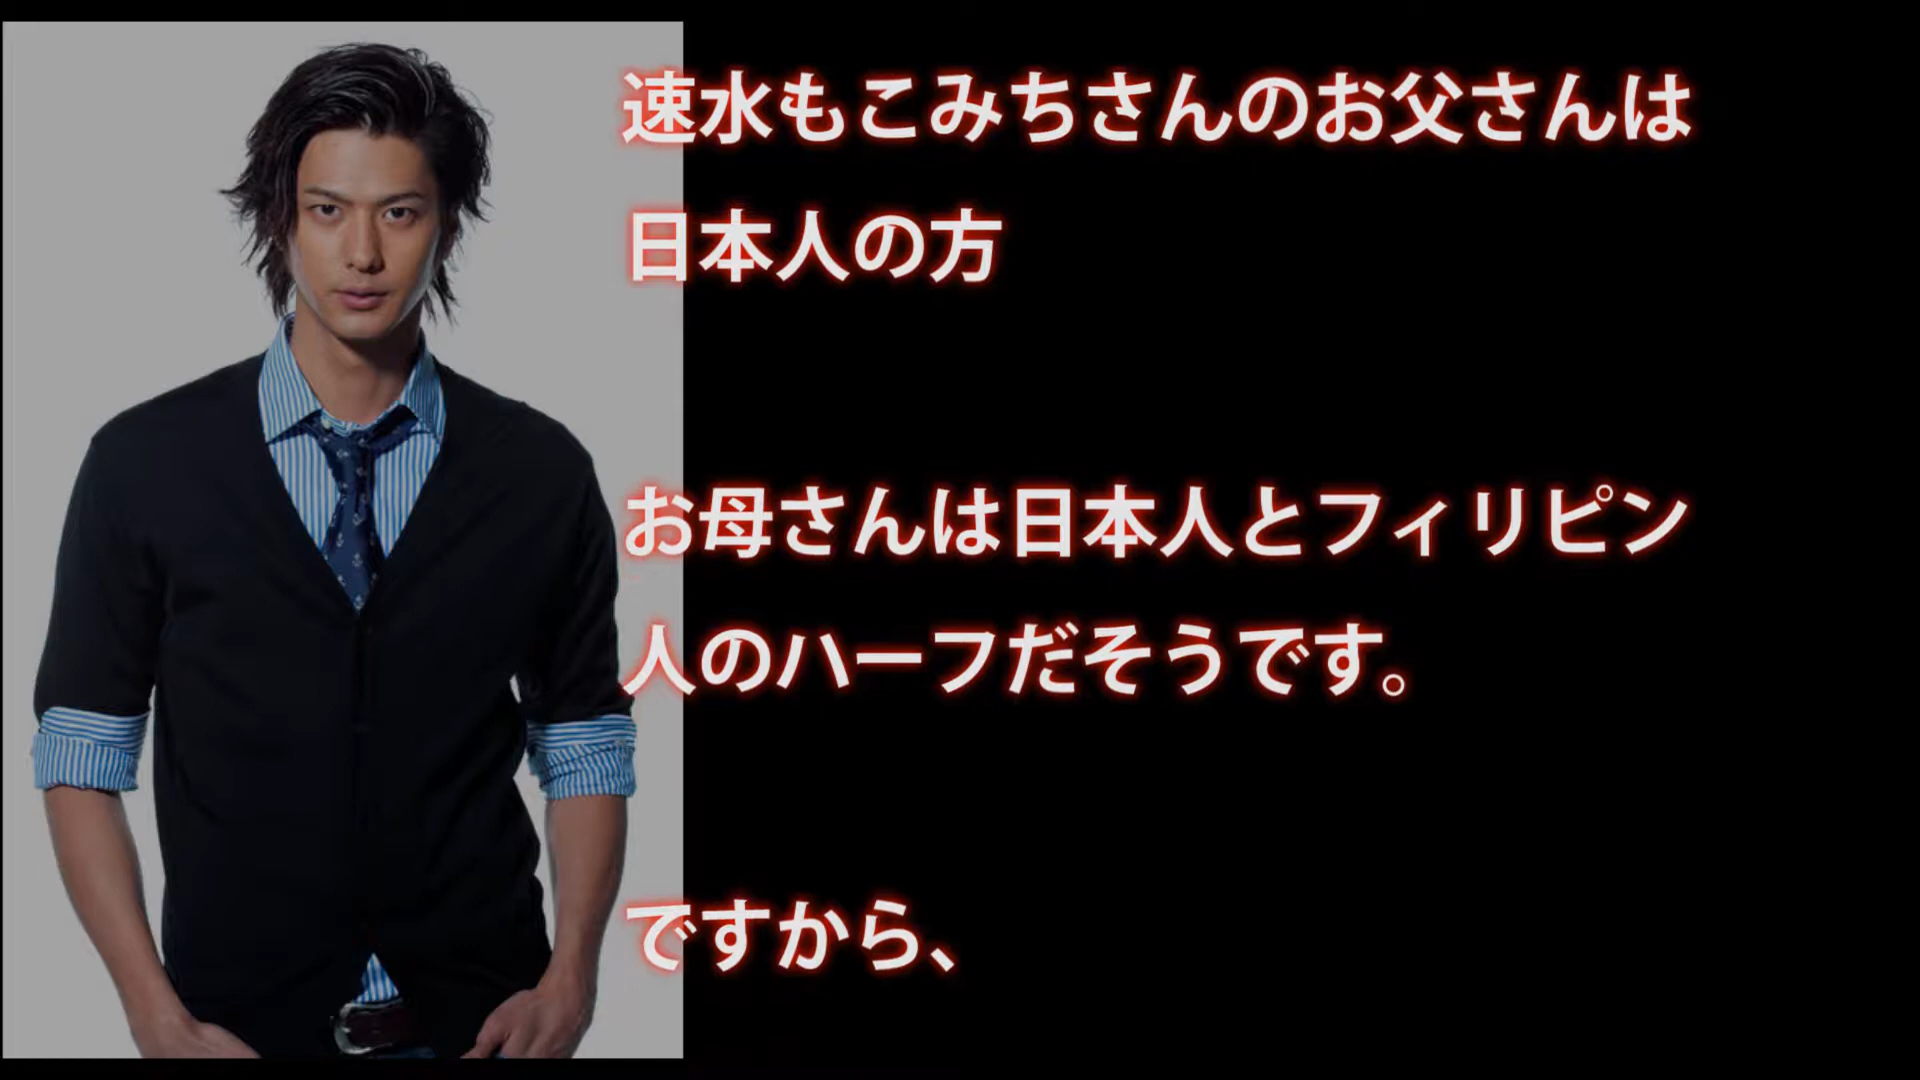 速水もこみちさんのお父さんは
日本人の方
お母さんは日本人とフィリピン
人のハーフだそうです。
ですから、